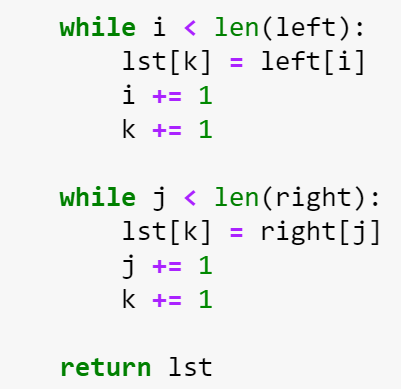 while i < len(left):
    lst[k] = left[i]
    i += 1
    k += 1

while j < len(right):
    lst[k] = right[j]
    j += 1
    k += 1

return lst